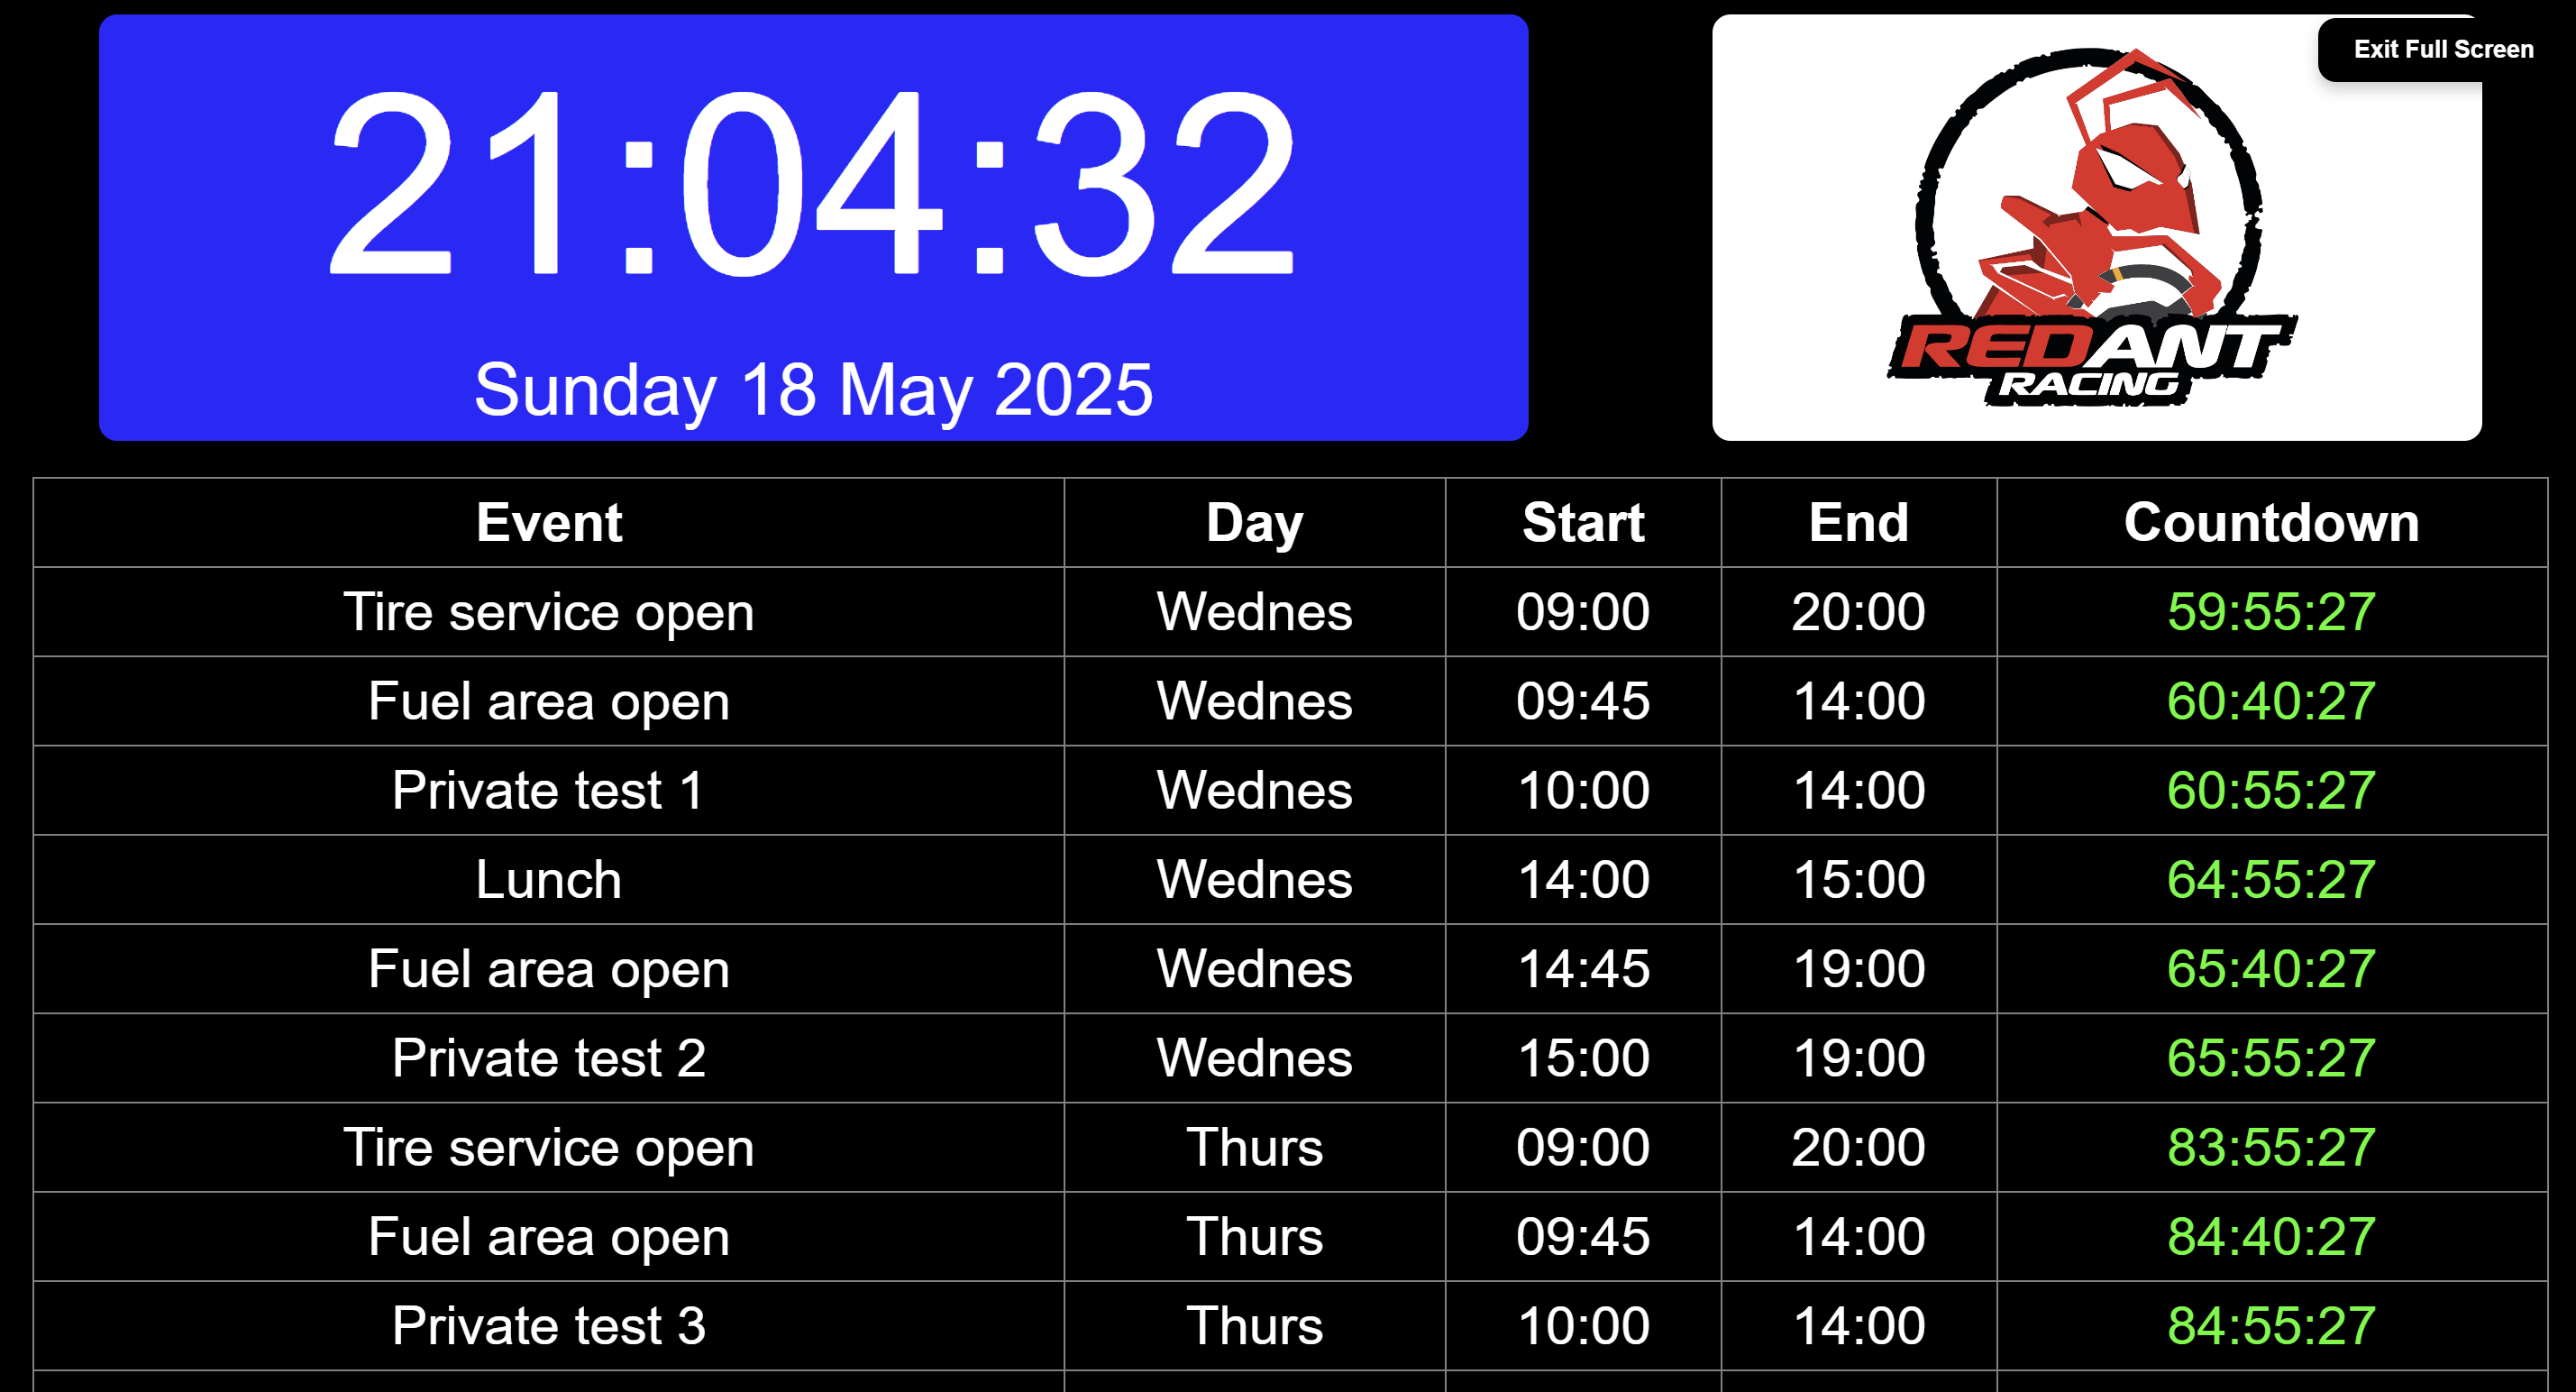 21:04:32
Sunday 18 May 2025
Exit Full Screen
REDANT
RACING
Event Day Start End Countdown
Tire service open Wednes 09:00 20:00 59:55:27
Fuel area open Wednes 09:45 14:00 60:40:27
Private test 1 Wednes 10:00 14:00 60:55:27
Lunch Wednes 14:00 15:00 64:55:27
Fuel area open Wednes 14:45 19:00 65:40:27
Private test 2 Wednes 15:00 19:00 65:55:27
Tire service open Thurs 09:00 20:00 83:55:27
Fuel area open Thurs 09:45 14:00 84:40:27
Private test 3 Thurs 10:00 14:00 84:55:27